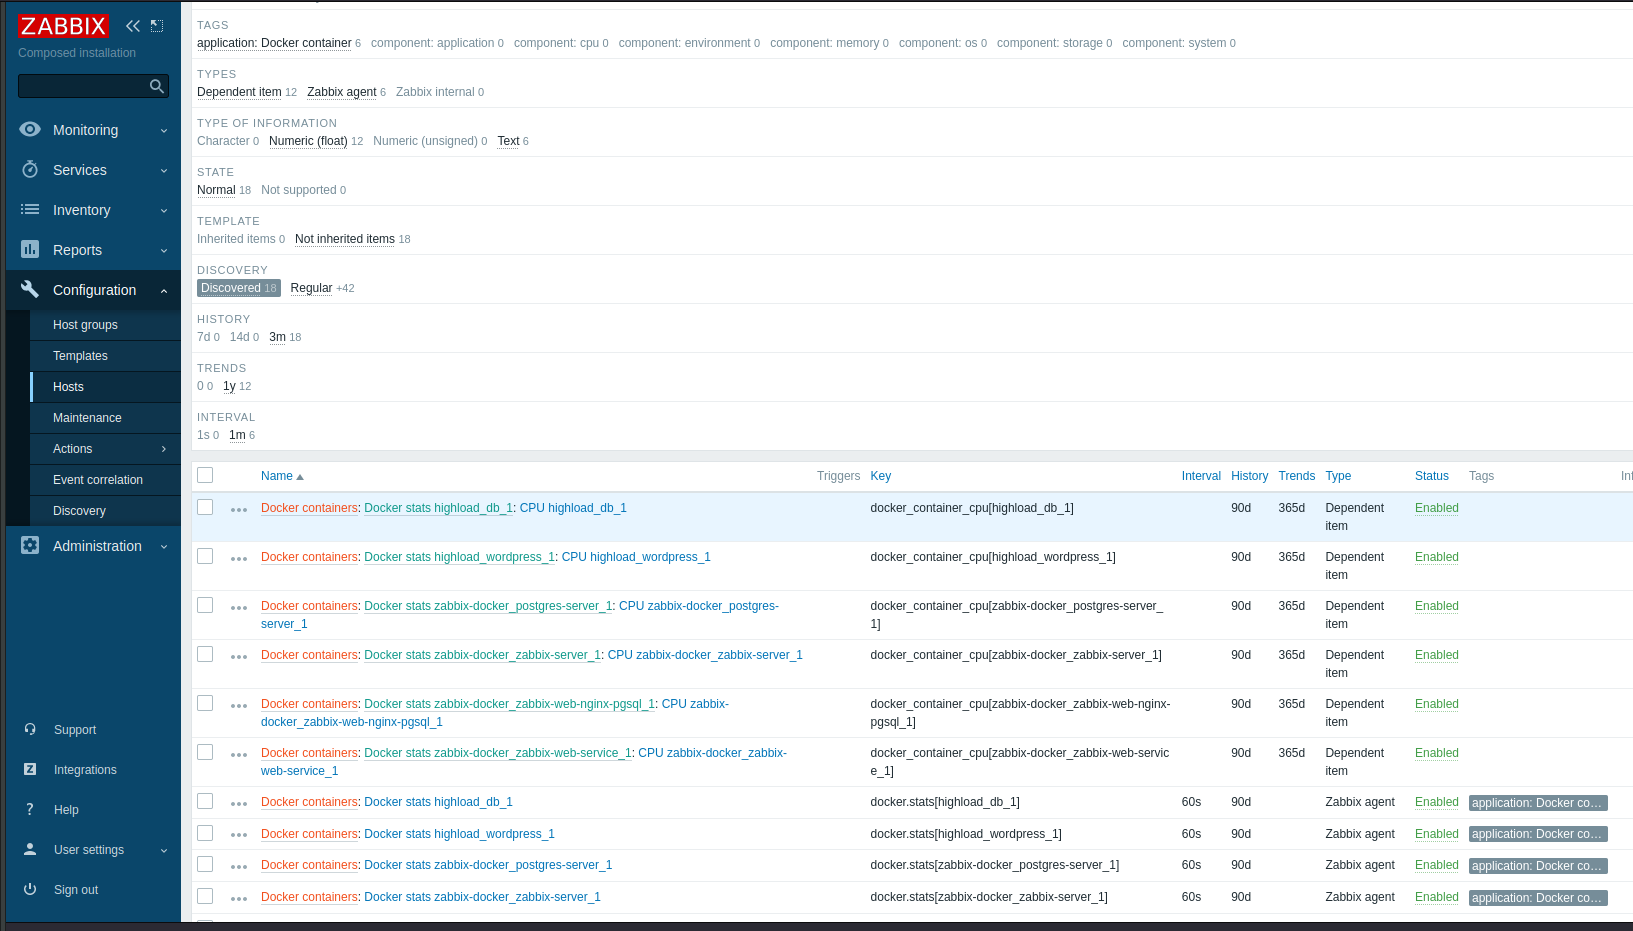 ZABBIX
Composed installation
Monitoring
Services
Inventory
Reports
Configuration
Host groups
Templates
Hosts
Maintenance
Actions
Event correlation
Discovery
Administration
Support
Integrations
Help
User settings
Sign out
TAGS
application: Docker container 6 component: application 0 component: cpu 0 component: environment 0 component: memory 0 component: os 0 component: storage 0 component: system 0
TYPES
Dependent item 12 Zabbix agent 6 Zabbix internal 0
TYPE OF INFORMATION
Character 0 Numeric (float) 12 Numeric (unsigned) 0 Text 6
STATE
Normal 18 Not supported 0
TEMPLATE
Inherited items 0 Not inherited items 18
DISCOVERY
Discovered 18 Regular +42
HISTORY
7d 0 14d 0 3m 18
TRENDS
0 0 1y 12
INTERVAL
1s 0 1m 6
Name Triggers Key Interval History Trends Type Status Tags Inf
Docker containers: Docker stats highload_db_1: CPU highload_db_1 docker_container_cpu[highload_db_1] 90d 365d Dependent Enabled
item
Docker containers: Docker stats highload_wordpress_1: CPU highload_wordpress_1 docker_container_cpu[highload_wordpress_1] 90d 365d Dependent Enabled
item
Docker containers: Docker stats zabbix-docker_postgres-server_1: CPU zabbix-docker_postgres- docker_container_cpu[zabbix-docker_postgres-server_ 90d 365d Dependent Enabled
server_1 1] item
Docker containers: Docker stats zabbix-docker_zabbix-server_1: CPU zabbix-docker_zabbix-server_1 docker_container_cpu[zabbix-docker_zabbix-server_1] 90d 365d Dependent Enabled
item
Docker containers: Docker stats zabbix-docker_zabbix-web-nginx-pgsql_1: CPU zabbix- docker_container_cpu[zabbix-docker_zabbix-web-nginx- 90d 365d Dependent Enabled
docker_zabbix-web-nginx-pgsql_1 pgsql_1] item
Docker containers: Docker stats zabbix-docker_zabbix-web-service_1: CPU zabbix-docker_zabbix- docker_container_cpu[zabbix-docker_zabbix-web-servic 90d 365d Dependent Enabled
web-service_1 e_1] item
Docker containers: Docker stats highload_db_1 docker.stats[highload_db_1] 60s 90d Zabbix agent Enabled application: Docker co...
Docker containers: Docker stats highload_wordpress_1 docker.stats[highload_wordpress_1] 60s 90d Zabbix agent Enabled application: Docker co...
Docker containers: Docker stats zabbix-docker_postgres-server_1 docker.stats[zabbix-docker_postgres-server_1] 60s 90d Zabbix agent Enabled application: Docker co...
Docker containers: Docker stats zabbix-docker_zabbix-server_1 docker.stats[zabbix-docker_zabbix-server_1] 60s 90d Zabbix agent Enabled application: Docker co...